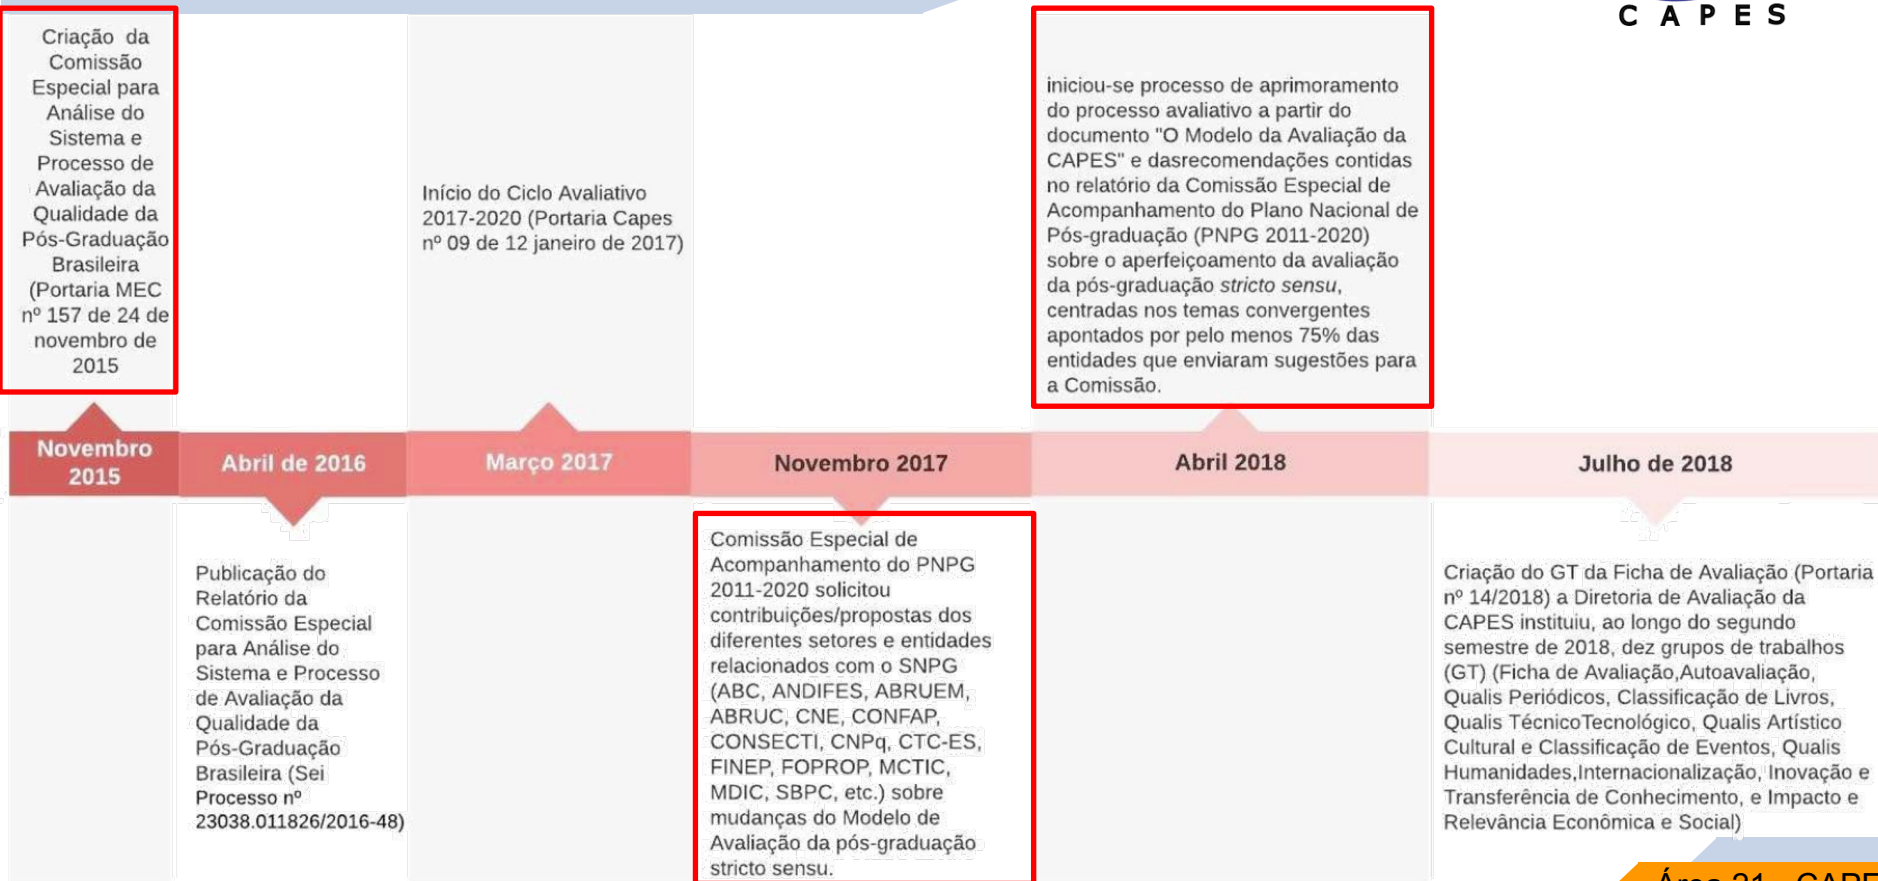 C A P E S
Criação da
Comissão
Especial para
Análise do
Sistema e
Processo de
Avaliação da
Qualidade da
Pós-Graduação
Brasileira
(Portaria MEC
nº 157 de 24 de
novembro de
2015
Início do Ciclo Avaliativo
2017-2020 (Portaria Capes
nº 09 de 12 janeiro de 2017)
iniciou-se processo de aprimoramento
do processo avaliativo a partir do
documento "O Modelo da Avaliação da
CAPES" e dasrecomendações contidas
no relatório da Comissão Especial de
Acompanhamento do Plano Nacional de
Pós-graduação (PNPG 2011-2020)
sobre o aperfeiçoamento da avaliação
da pós-graduação stricto sensu,
centradas nos temas convergentes
apontados por pelo menos 75% das
entidades que enviaram sugestões para
a Comissão.
Novembro
2015
Abril de 2016
Março 2017
Novembro 2017
Abril 2018
Julho de 2018
Publicação do
Relatório da
Comissão Especial
para Análise do
Sistema e Processo
de Avaliação da
Qualidade da
Pós-Graduação
Brasileira (Sei
Processo nº
23038.011826/2016-48)
Comissão Especial de
Acompanhamento do PNPG
2011-2020 solicitou
contribuições/propostas dos
diferentes setores e entidades
relacionados com o SNPG
(ABC, ANDIFES, ABRUEM,
ABRUC, CNE, CONFAP,
CONSECTI, CNPq, CTC-ES,
FINEP, FOPROP, MCTIC,
MDIC, SBPC, etc.) sobre
mudanças do Modelo de
Avaliação da pós-graduação
stricto sensu.
Criação do GT da Ficha de Avaliação (Portaria
nº 14/2018) a Diretoria de Avaliação da
CAPES instituiu, ao longo do segundo
semestre de 2018, dez grupos de trabalhos
(GT) (Ficha de Avaliação,Autoavaliação,
Qualis Periódicos, Classificação de Livros,
Qualis TécnicoTecnológico, Qualis Artístico
Cultural e Classificação de Eventos, Qualis
Humanidades,Internacionalização, Inovação e
Transferência de Conhecimento, e Impacto e
Relevância Econômica e Social)
Área 21 - CAPE